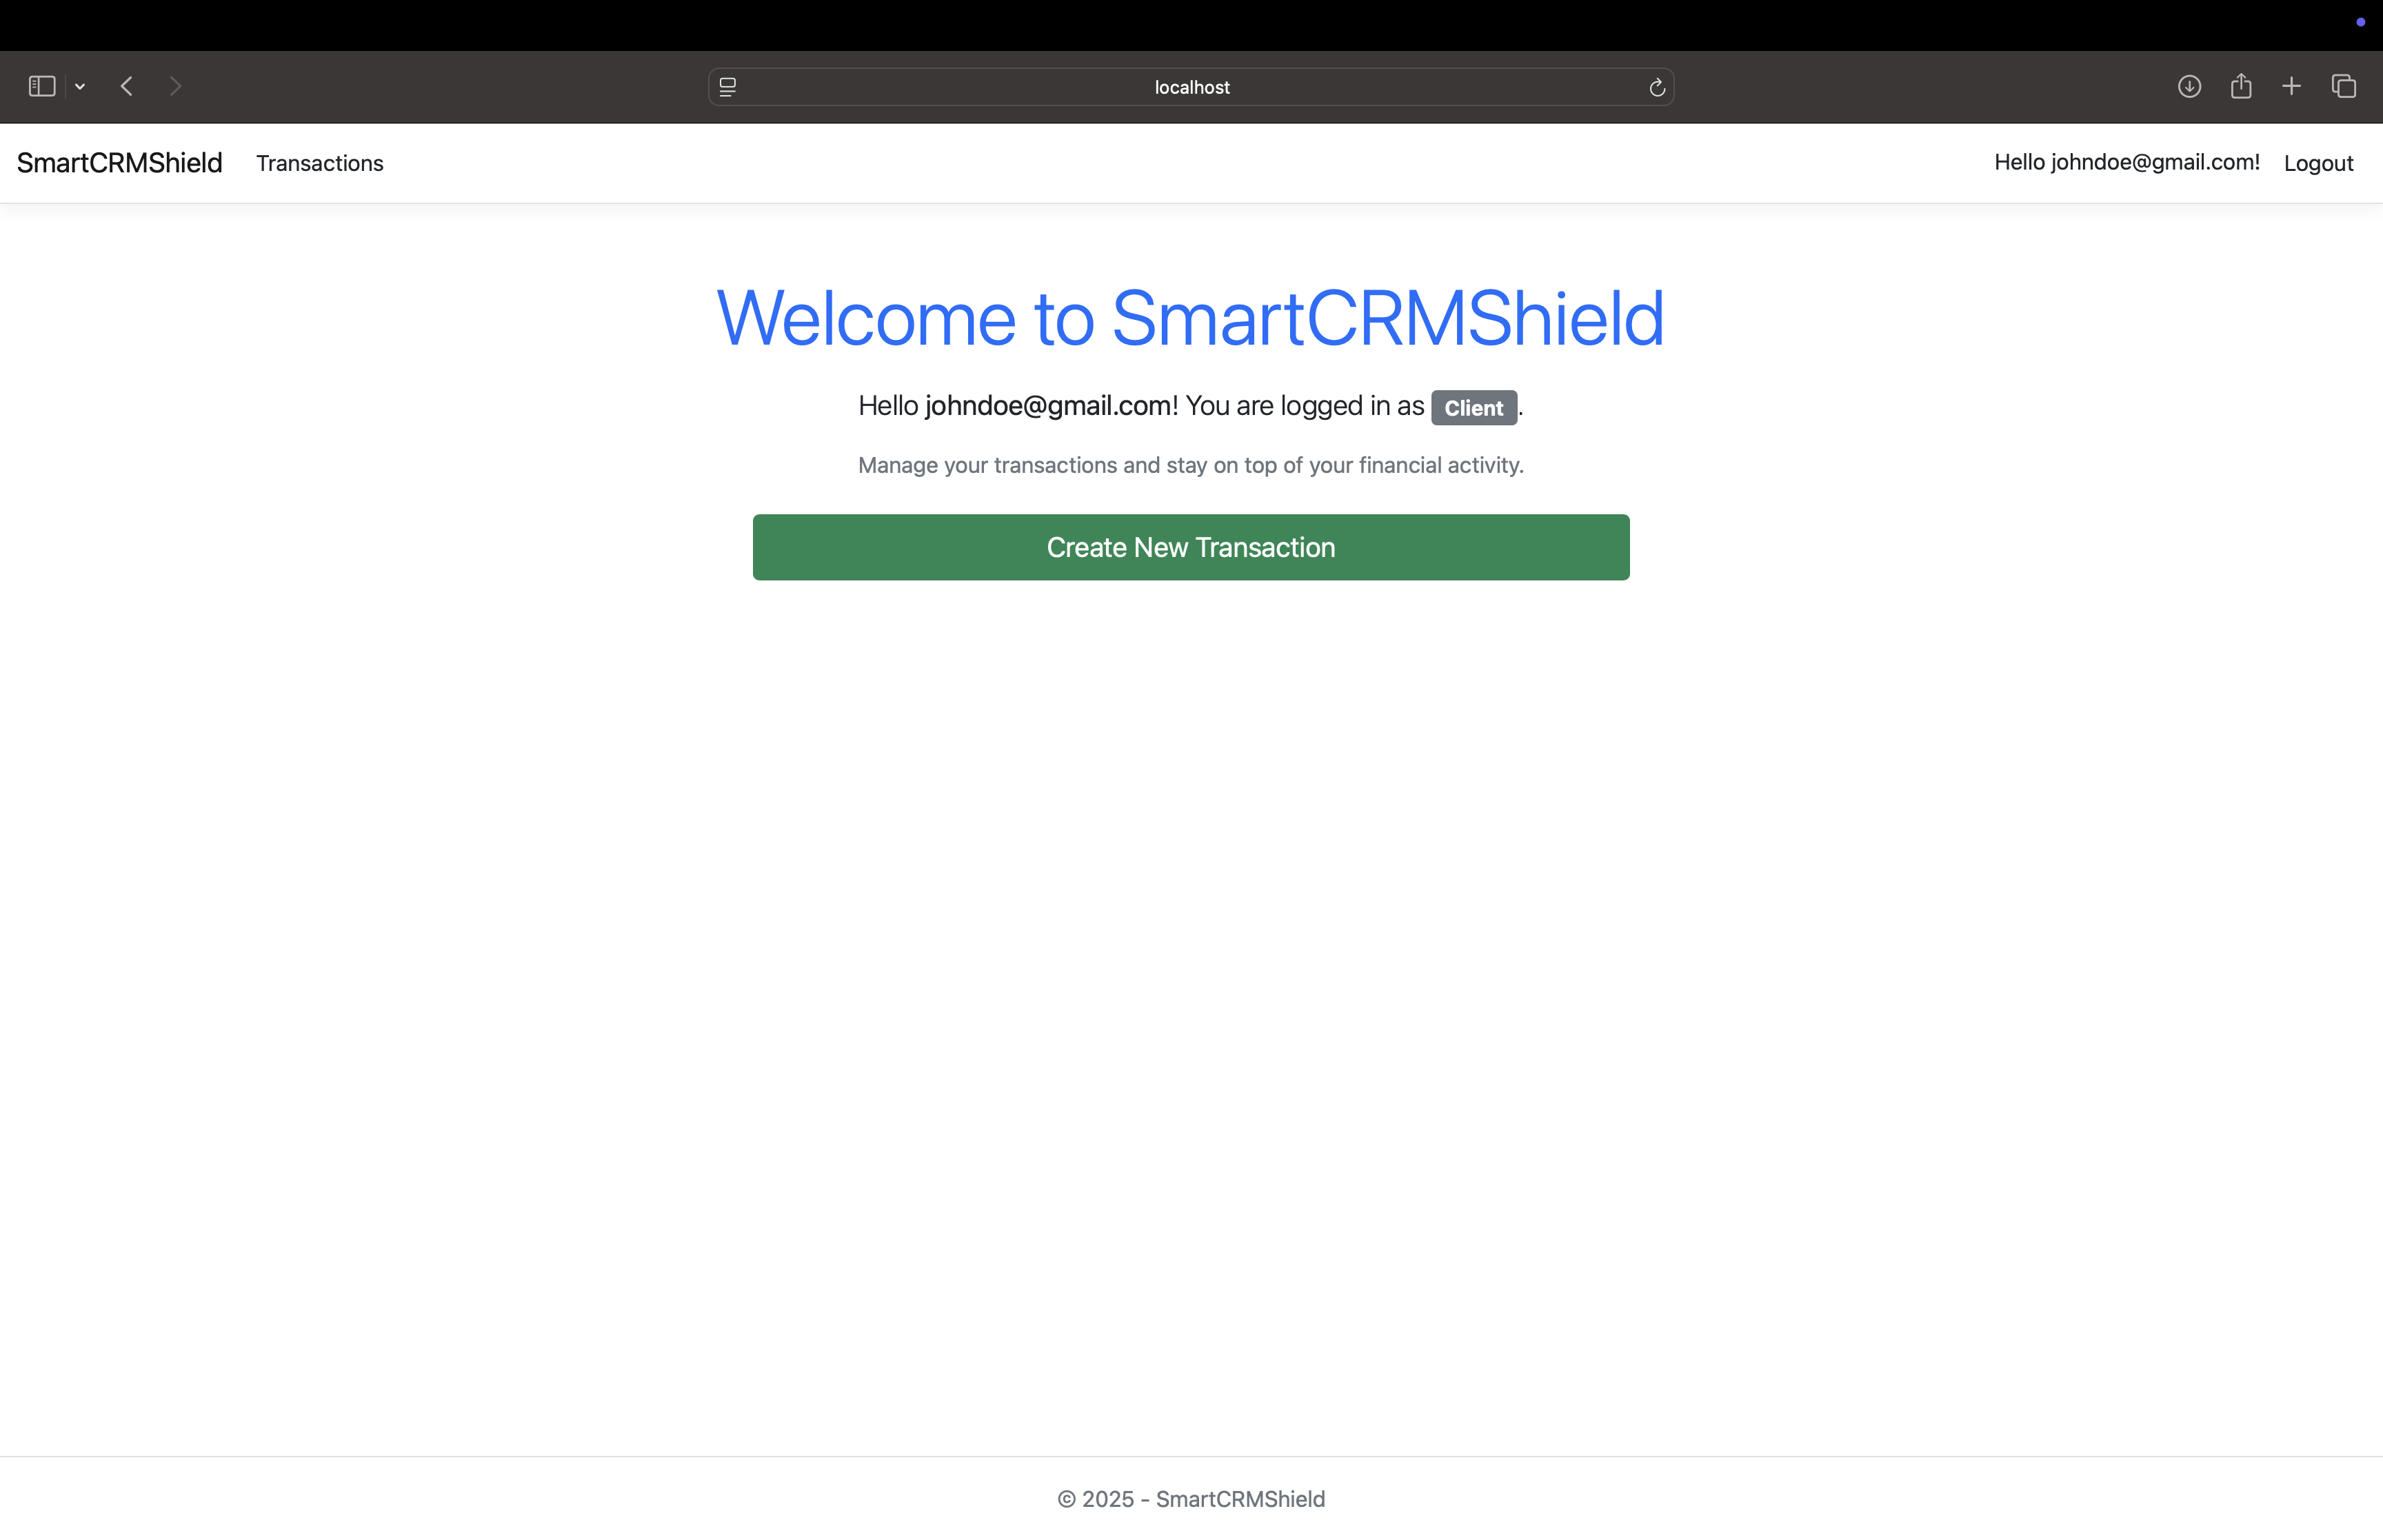 localhost
SmartCRMShield Transactions Hello johndoe@gmail.com! Logout
Welcome to SmartCRMShield
Hello johndoe@gmail.com! You are logged in as Client.
Manage your transactions and stay on top of your financial activity.
Create New Transaction
© 2025 - SmartCRMShield